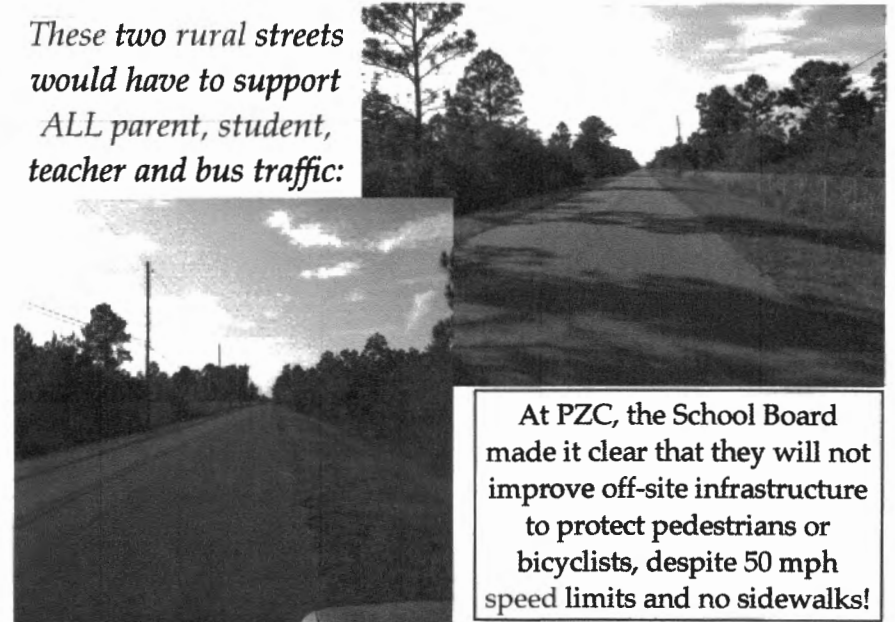 These two rural streets
would have to support
ALL parent, student,
teacher and bus traffic:
At PZC, the School Board
made it clear that they will not
improve off-site infrastructure
to protect pedestrians or
bicyclists, despite 50 mph
speed limits and no sidewalks!